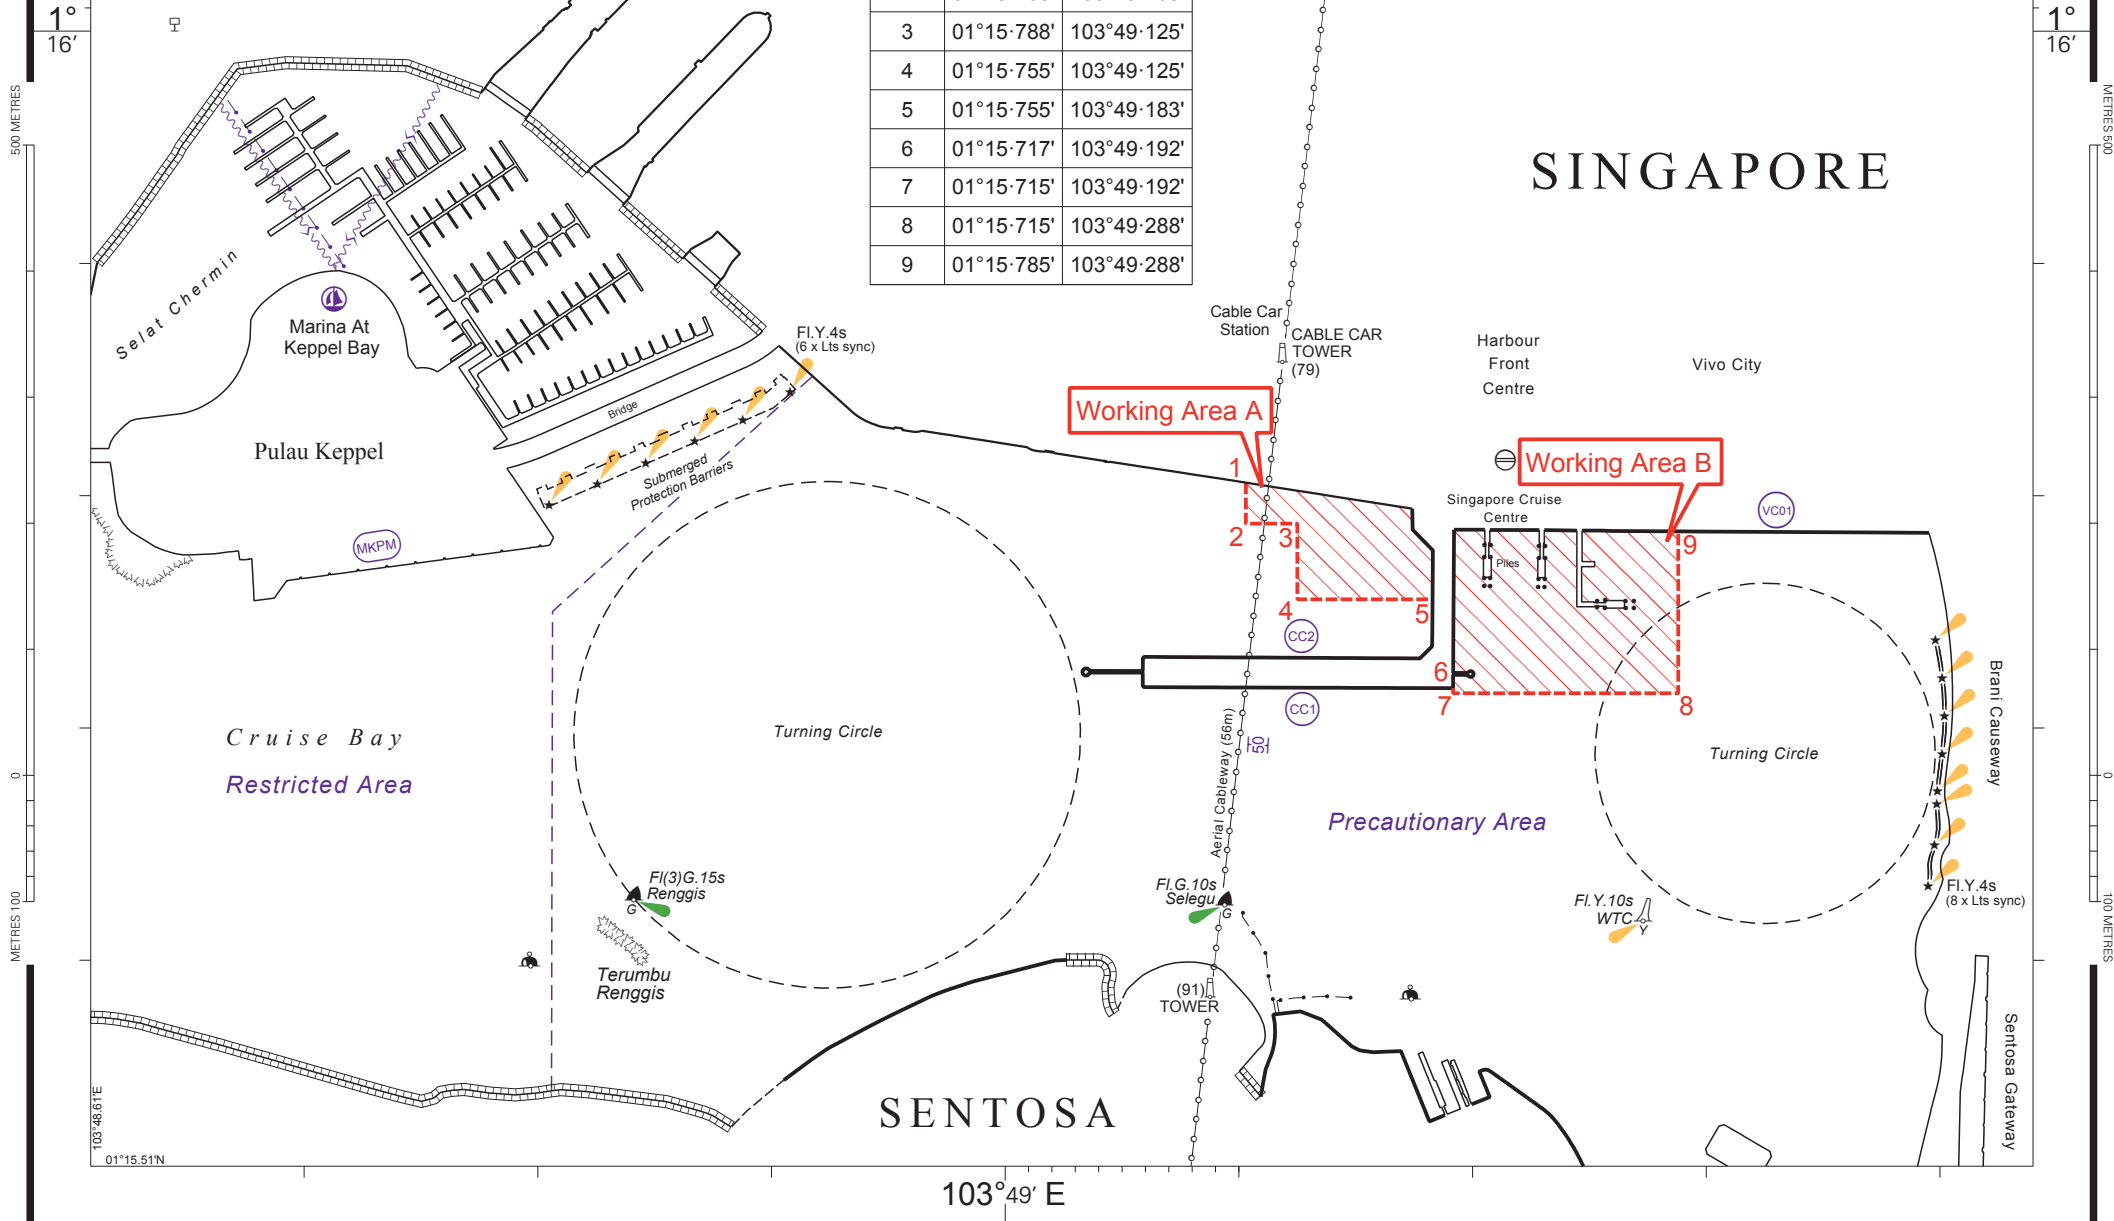 1°
16'
1°
16'
3 01°15·788' 103°49·125'
4 01°15·755' 103°49·125'
5 01°15·755' 103°49·183'
6 01°15·717' 103°49·192'
7 01°15·715' 103°49·192'
8 01°15·715' 103°49·288'
9 01°15·785' 103°49·288'
500 METRES
0
METRES 100
METRES 500
0
100 METRES
SINGAPORE
Selat Chermin
Marina At
Keppel Bay
Pulau Keppel
MKPM
Bridge
Fl.Y.4s
(6 x Lts sync)
Submerged
Protection Barriers
Cable Car
Station
CABLE CAR
TOWER
(79)
Harbour
Front
Centre
Vivo City
Working Area A
Working Area B
Singapore Cruise
Centre
VC01
Piles
1
2
3
4
5
6
7
8
9
CC2
CC1
50
Aerial Cableway (56m)
Cruise Bay
Restricted Area
Turning Circle
Turning Circle
Precautionary Area
Brani Causeway
Fl(3)G.15s
Renggis
G
Terumbu
Renggis
Fl.G.10s
Selegu
G
Fl.Y.10s
WTC
Y
Fl.Y.4s
(8 x Lts sync)
(91)
TOWER
SENTOSA
Sentosa Gateway
103°48.61'E
01°15.51'N
103°49' E